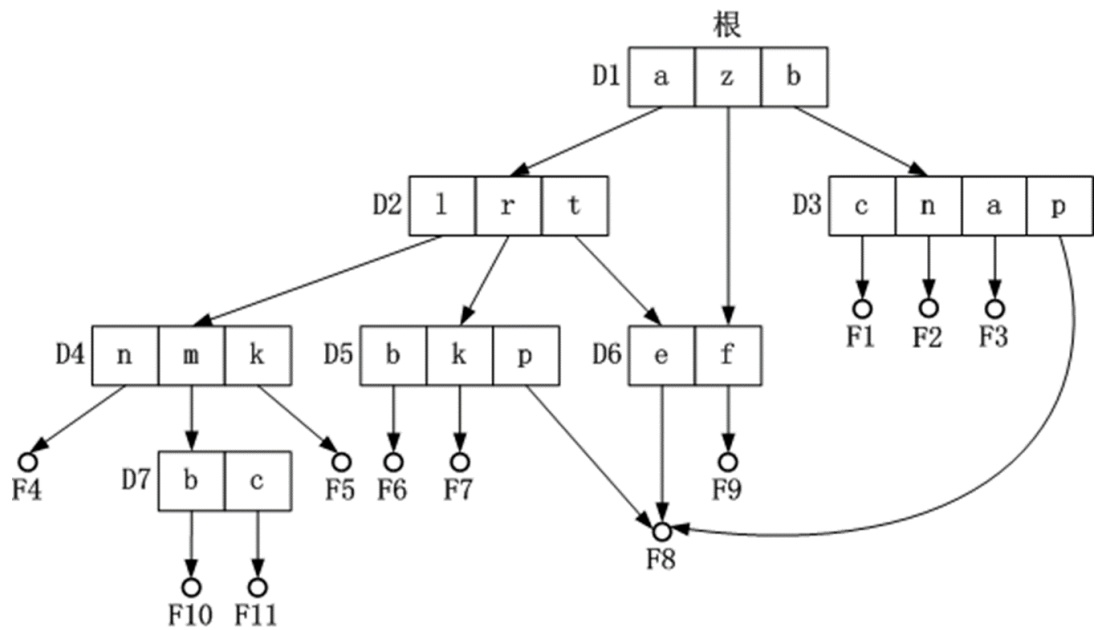 根
D1 a z b
D2 l r t
D3 c n a p
F1 F2 F3
D4 n m k
D5 b k p
D6 e f
F4
D7 b c
F5 F6 F7
F9
F8
F10 F11